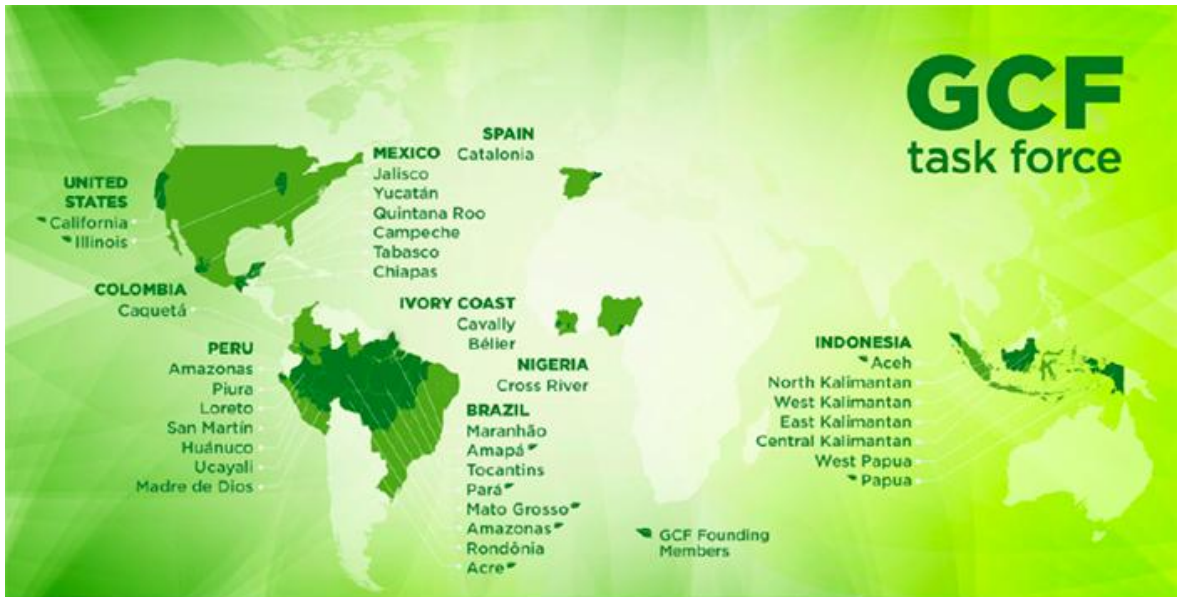 GCF
task force
UNITED
STATES
California
Illinois
MEXICO
Jalisco
Yucatán
Quintana Roo
Campeche
Tabasco
Chiapas
SPAIN
Catalonia
COLOMBIA
Caquetá
IVORY COAST
Cavally
Bélier
NIGERIA
Cross River
PERU
Amazonas
Piura
Loreto
San Martín
Huánuco
Ucayali
Madre de Dios
BRAZIL
Maranhão
Amapá
Tocantins
Pará
Mato Grosso
Amazonas
Rondônia
Acre
INDONESIA
Aceh
North Kalimantan
West Kalimantan
East Kalimantan
Central Kalimantan
West Papua
Papua
GCF Founding
Members